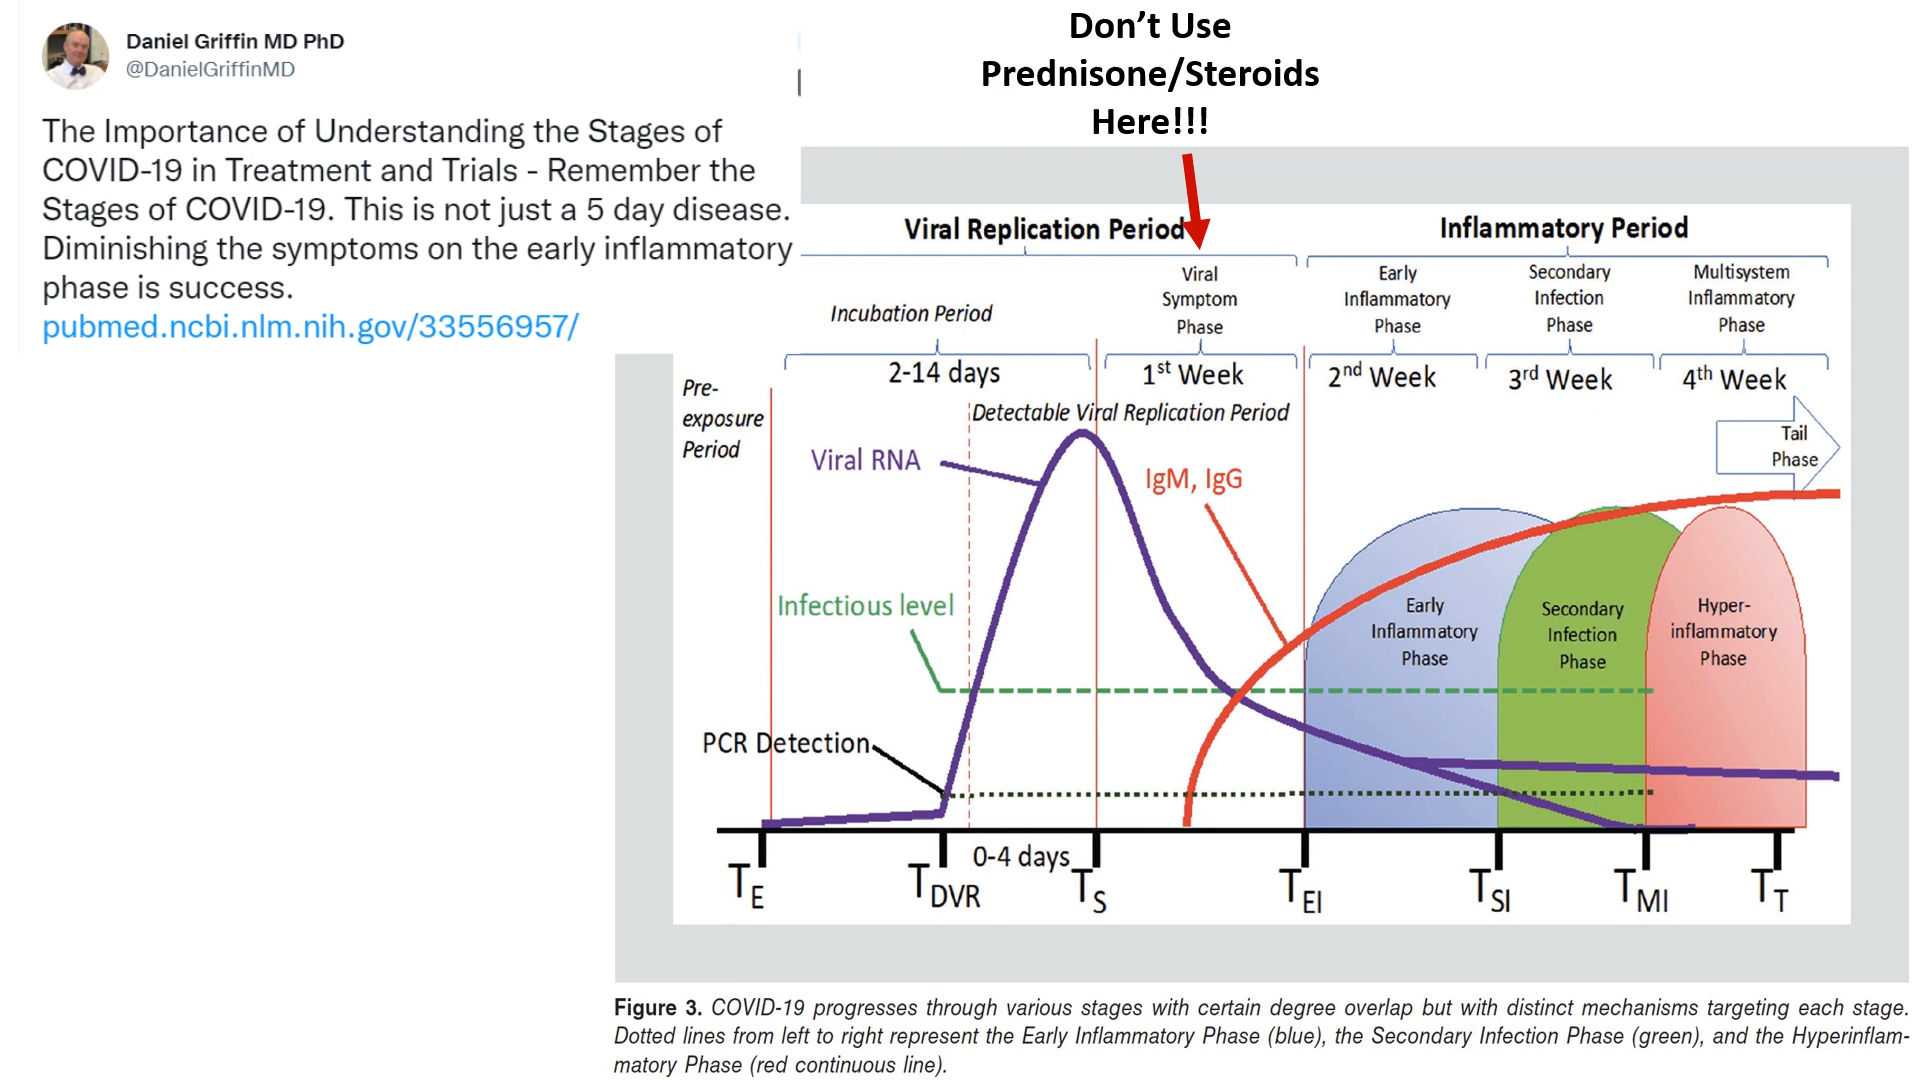 Daniel Griffin MD PhD
@DanielGriffinMD
The Importance of Understanding the Stages of
COVID-19 in Treatment and Trials - Remember the
Stages of COVID-19. This is not just a 5 day disease.
Diminishing the symptoms on the early inflammatory
phase is success.
pubmed.ncbi.nlm.nih.gov/33556957/
Don’t Use
Prednisone/Steroids
Here!!!
Viral Replication Period
Inflammatory Period
Incubation Period
Viral
Symptom
Phase
Early
Inflammatory
Phase
Secondary
Infection
Phase
Multisystem
Inflammatory
Phase
2-14 days
1st Week
2nd Week
3rd Week
4th Week
Pre-
exposure
Period
Detectable Viral Replication Period
Tail
Phase
Viral RNA
IgM, IgG
Infectious level
Early
Inflammatory
Phase
Secondary
Infection
Phase
Hyper-
inflammatory
Phase
PCR Detection
0-4 days
TE
TDVR
TS
TEI
TSI
TMI
TT
Figure 3. COVID-19 progresses through various stages with certain degree overlap but with distinct mechanisms targeting each stage.
Dotted lines from left to right represent the Early Inflammatory Phase (blue), the Secondary Infection Phase (green), and the Hyperinflam-
matory Phase (red continuous line).